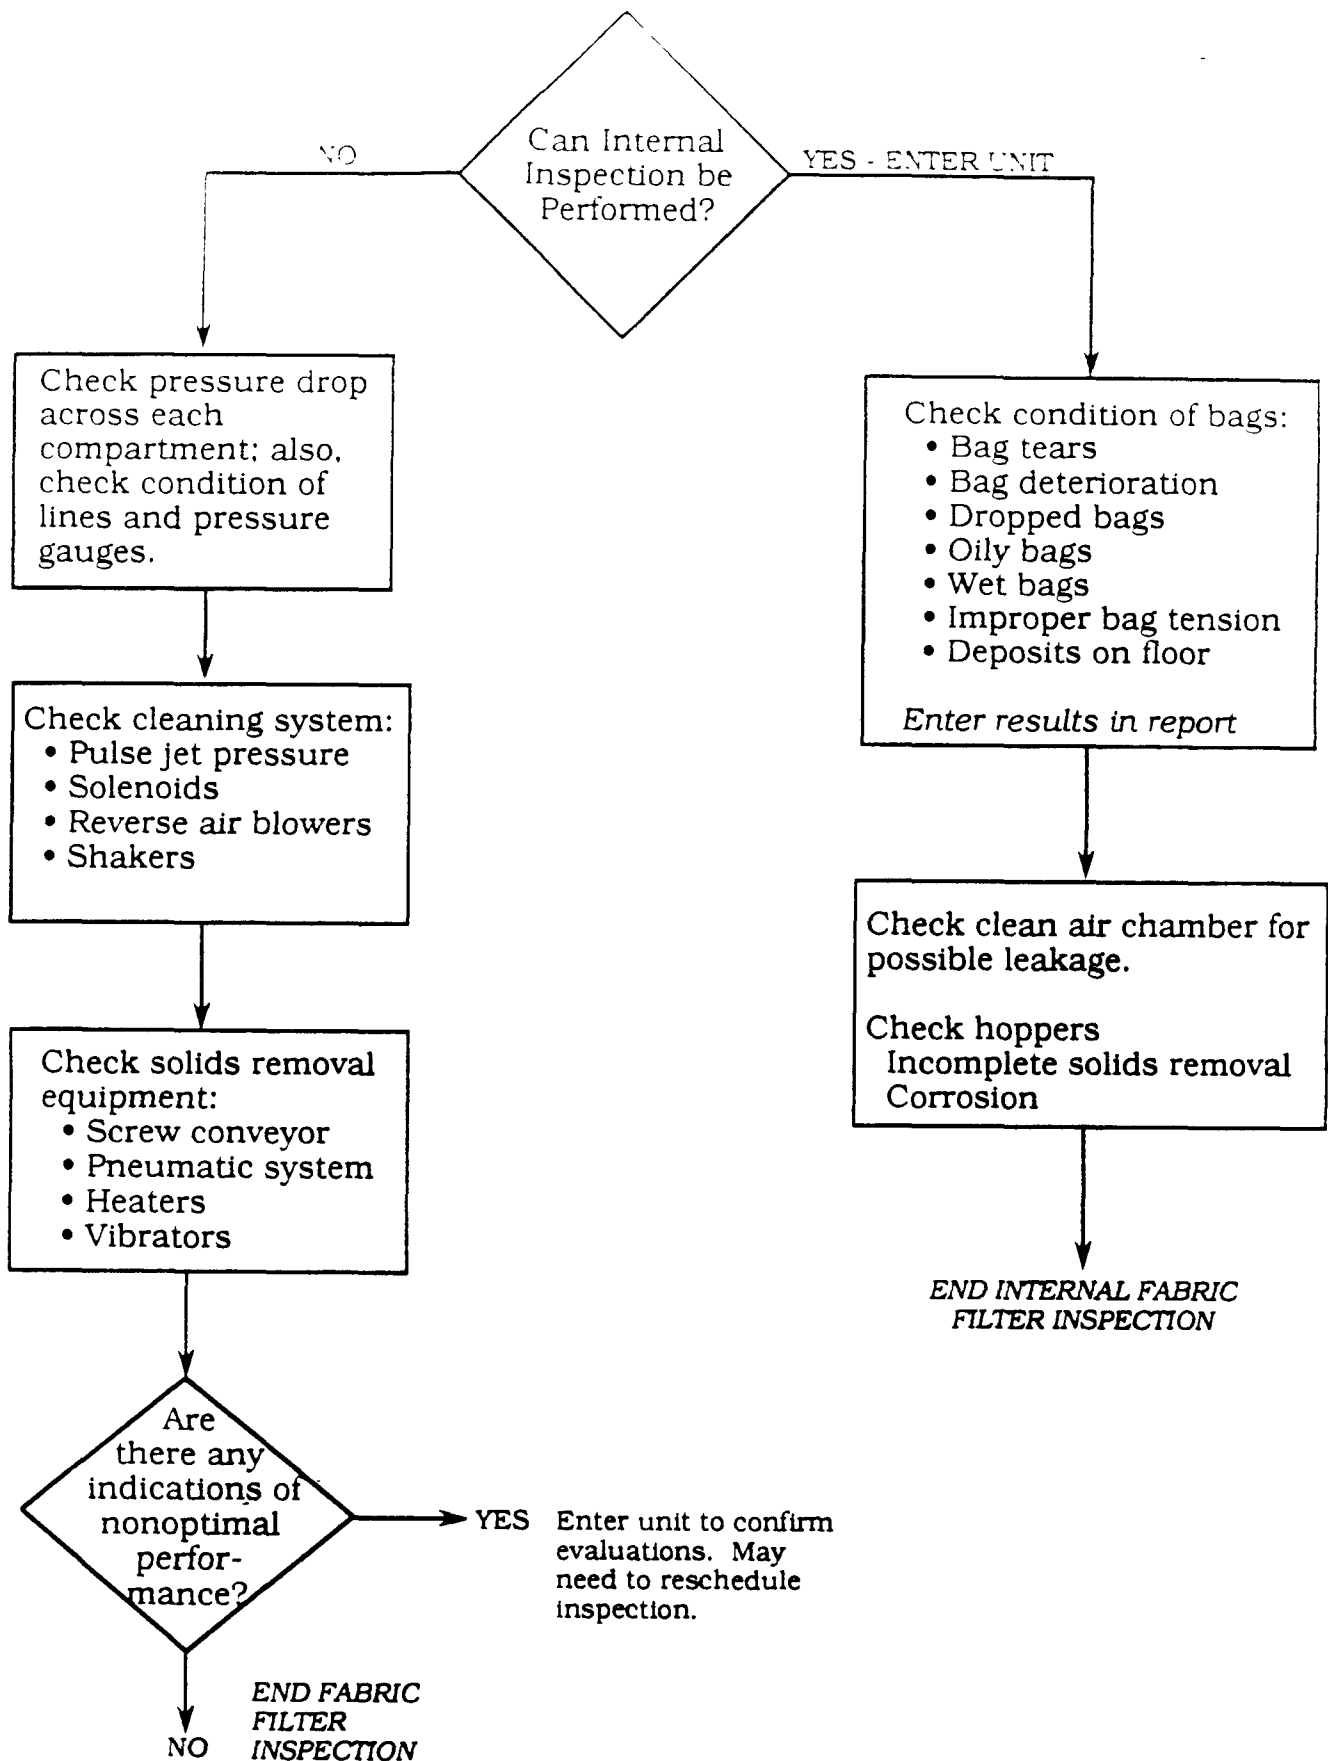 Can Internal
Inspection be
Performed?
NO
YES - ENTER UNIT
Check pressure drop
across each
compartment; also,
check condition of
lines and pressure
gauges.
Check cleaning system:
• Pulse jet pressure
• Solenoids
• Reverse air blowers
• Shakers
Check solids removal
equipment:
• Screw conveyor
• Pneumatic system
• Heaters
• Vibrators
Are
there any
indications of
nonoptimal
perfor-
mance?
YES Enter unit to confirm
evaluations. May
need to reschedule
inspection.
NO
END FABRIC
FILTER
INSPECTION
Check condition of bags:
• Bag tears
• Bag deterioration
• Dropped bags
• Oily bags
• Wet bags
• Improper bag tension
• Deposits on floor
Enter results in report
Check clean air chamber for
possible leakage.
Check hoppers
Incomplete solids removal
Corrosion
END INTERNAL FABRIC
FILTER INSPECTION